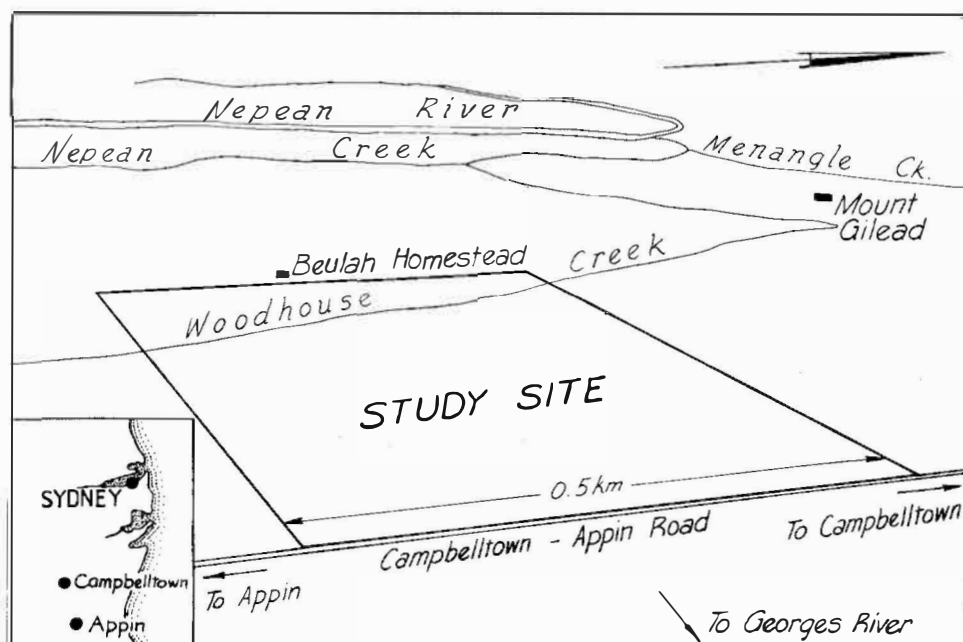 Nepean River
Nepean Creek
Menangle Ck.
Mount
Gilead
Beulah Homestead
Woodhouse Creek
STUDY SITE
0.5km
Campbelltown - Appin Road
To Campbelltown
To Appin
To Georges River
SYDNEY
Campbelltown
Appin